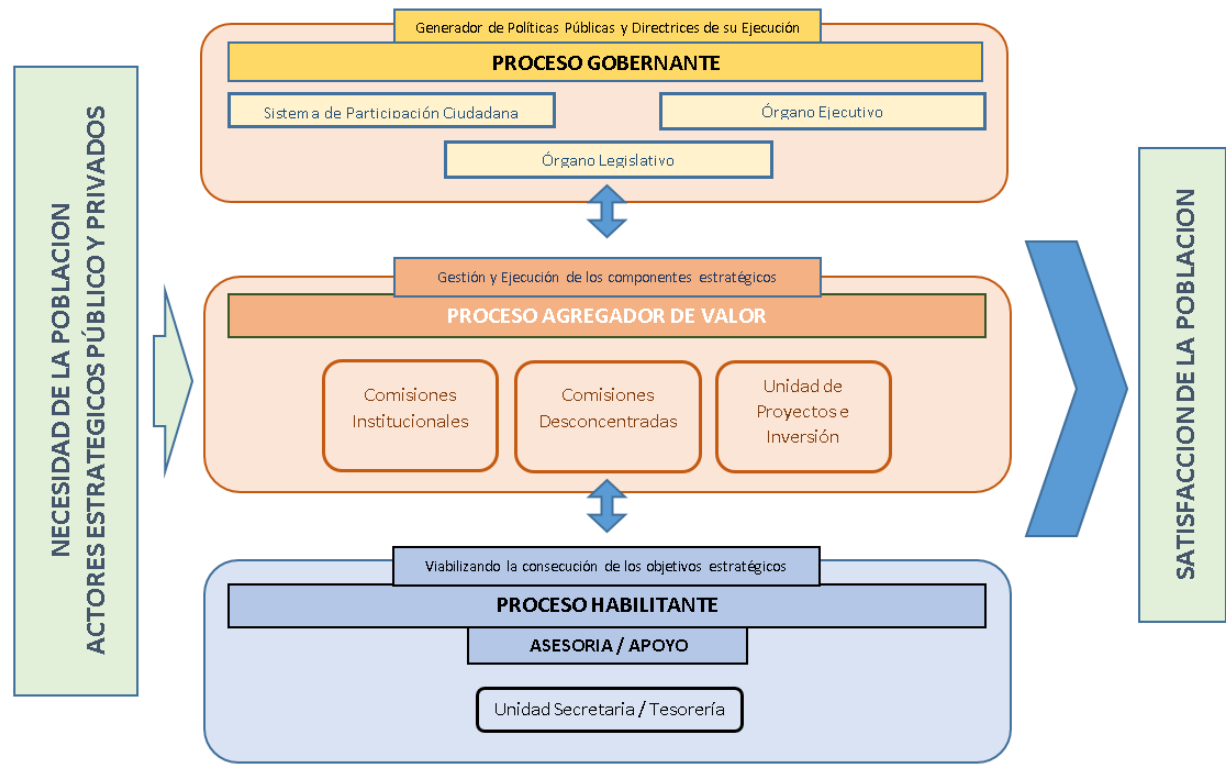 NECESIDAD DE LA POBLACION
ACTORES ESTRATEGICOS PÚBLICO Y PRIVADOS
Generador de Políticas Públicas y Directrices de su Ejecución
PROCESO GOBERNANTE
Sistema de Participación Ciudadana
Órgano Ejecutivo
Órgano Legislativo
Gestión y Ejecución de los componentes estratégicos
PROCESO AGREGADOR DE VALOR
Comisiones
Institucionales
Comisiones
Desconcentradas
Unidad de
Proyectos e
Inversión
Viabilizando la consecución de los objetivos estratégicos
PROCESO HABILITANTE
ASESORIA / APOYO
Unidad Secretaria / Tesorería
SATISFACCION DE LA POBLACION